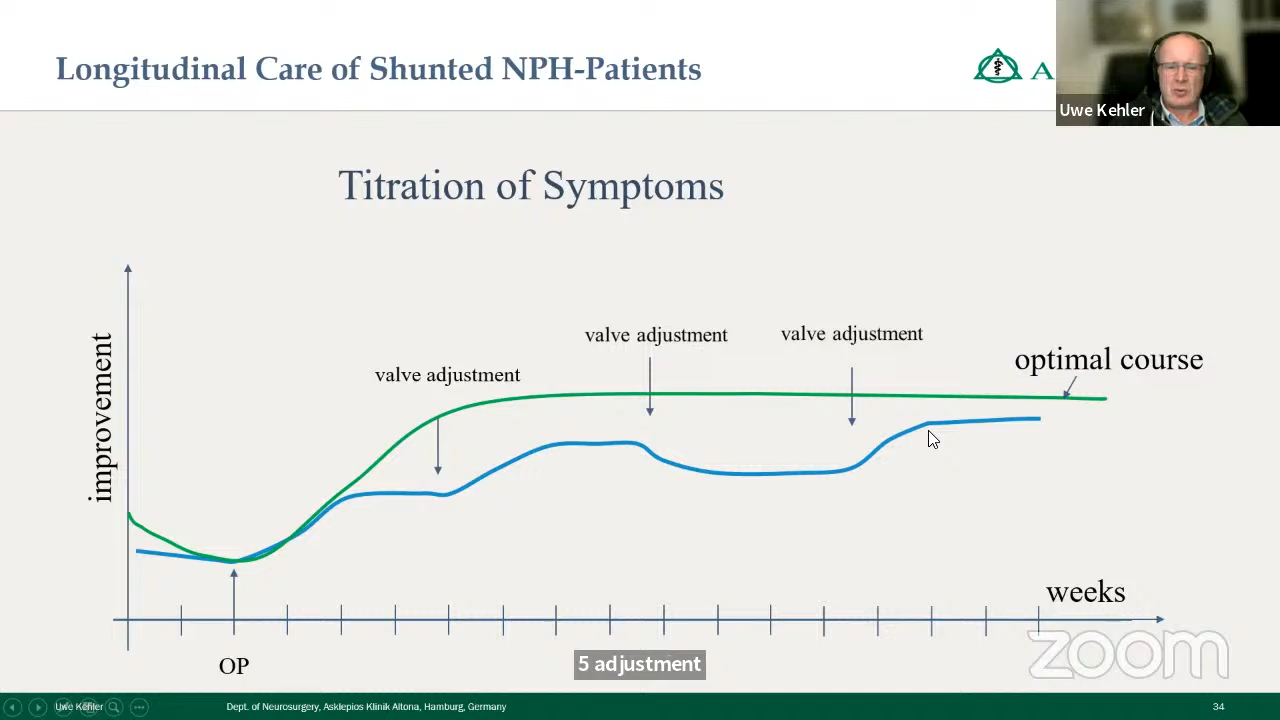 Longitudinal Care of Shunted NPH-Patients
A
Uwe Kehler
Titration of Symptoms
improvement
valve adjustment
valve adjustment
valve adjustment
optimal course
weeks
OP
5 adjustment
zoom
Uwe Kehler
Dept. of Neurosurgery, Asklepios Klinik Altona, Hamburg, Germany
34